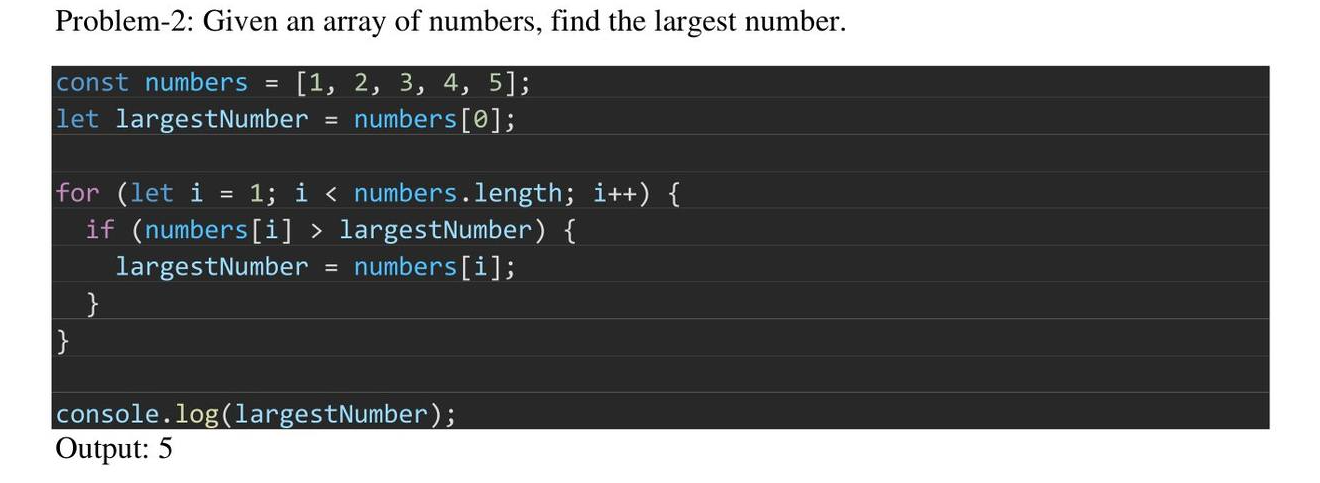 Problem-2: Given an array of numbers, find the largest number.
const numbers = [1, 2, 3, 4, 5];
let largestNumber = numbers[0];
for (let i = 1; i < numbers.length; i++) {
  if (numbers[i] > largestNumber) {
    largestNumber = numbers[i];
  }
}
console.log(largestNumber);
Output: 5